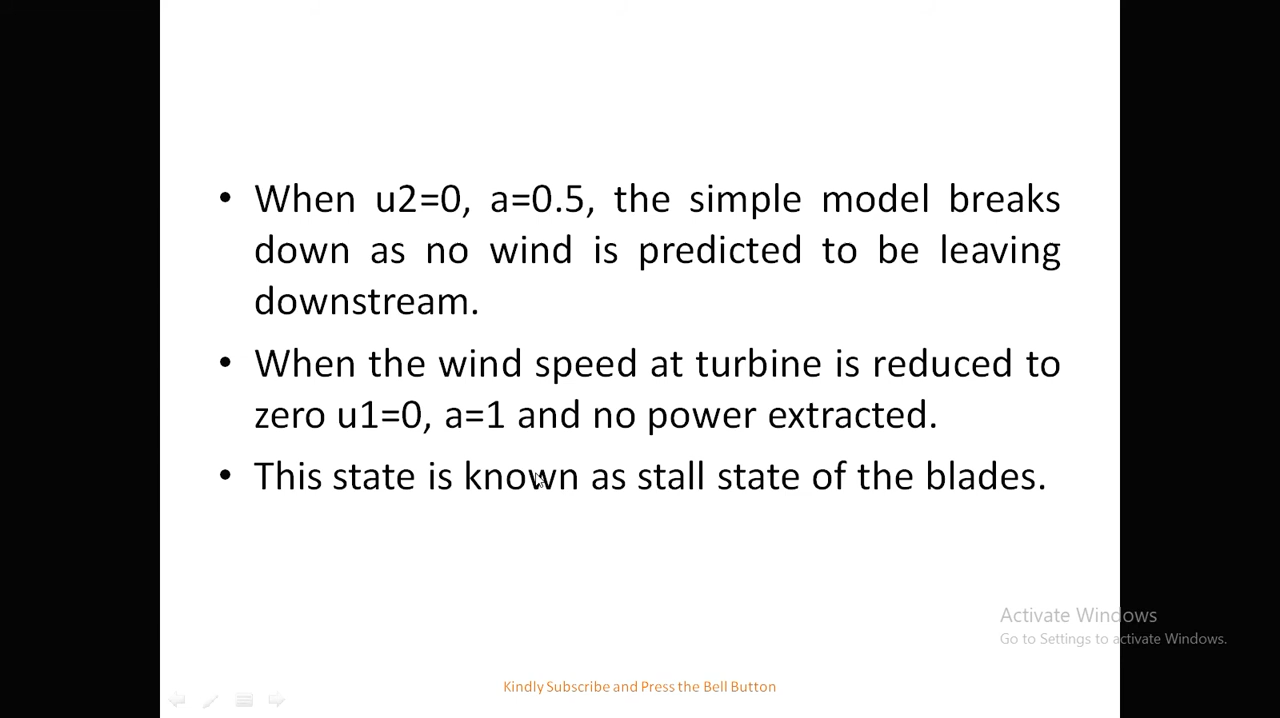 • When u2=0, a=0.5, the simple model breaks
down as no wind is predicted to be leaving
downstream.
• When the wind speed at turbine is reduced to
zero u1=0, a=1 and no power extracted.
• This state is known as stall state of the blades.
Activate Windows
Go to Settings to activate Windows.
Kindly Subscribe and Press the Bell Button